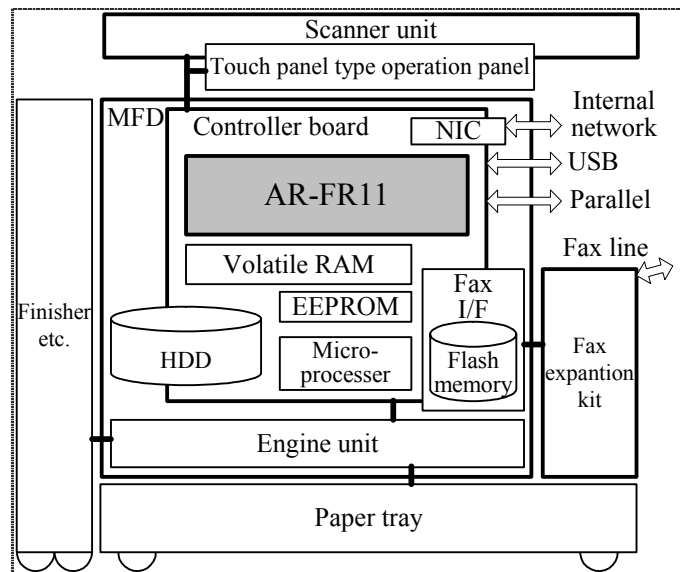 Scanner unit
Touch panel type operation panel
MFD
Controller board
NIC
Internal
network
USB
Parallel
AR-FR11
Volatile RAM
EEPROM
Micro-
processer
HDD
Fax
I/F
Flash
memory
Fax line
Fax
expantion
kit
Finisher
etc.
Engine unit
Paper tray